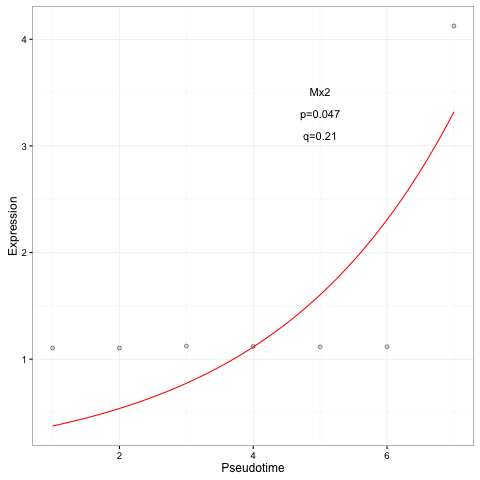 4
Mx2
p=0.047
q=0.21
3
Expression
2
1
2 4 6
Pseudotime